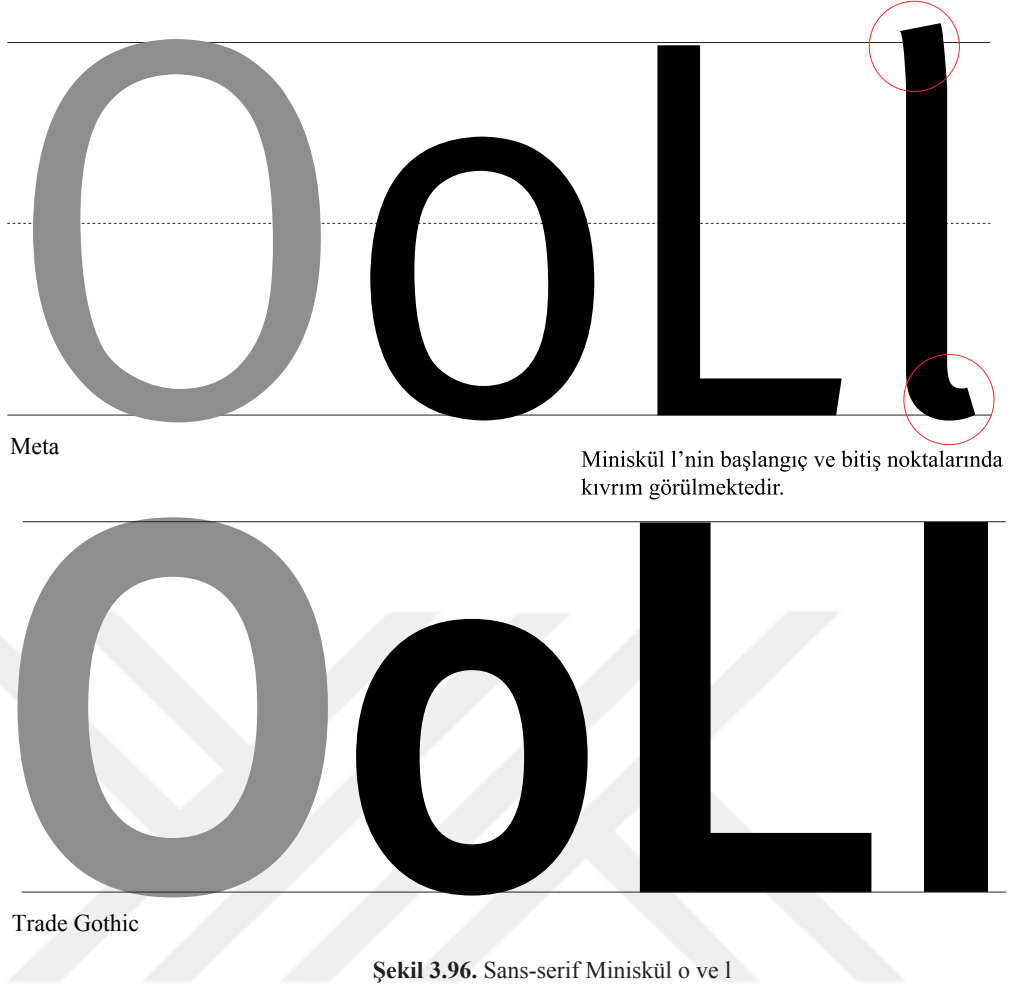 OoLl
Meta
Miniskül l’nin başlangıç ve bitiş noktalarında
kıvrım görülmektedir.
OoLl
Trade Gothic
Şekil 3.96. Sans-serif Miniskül o ve l